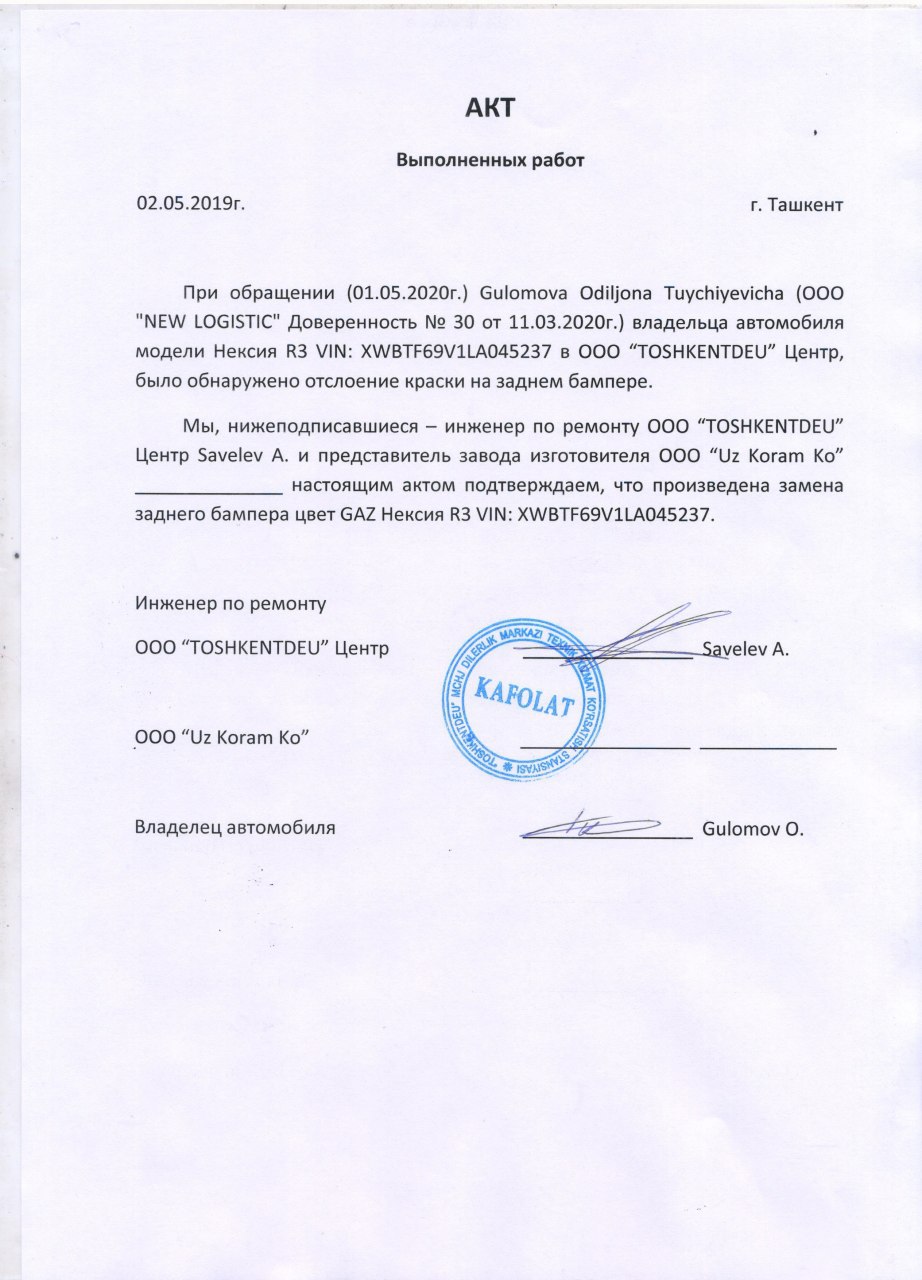 АКТ
Выполненных работ
02.05.2019г. г. Ташкент
При обращении (01.05.2020г.) Gulomova Odiljona Tuychiyevicha (ООО
"NEW LOGISTIC" Доверенность № 30 от 11.03.2020г.) владельца автомобиля
модели Нексия R3 VIN: XWBTF69V1LA045237 в ООО “TOSHKENTDEU” Центр,
было обнаружено отслоение краски на заднем бампере.
Мы, нижеподписавшиеся – инженер по ремонту ООО “TOSHKENTDEU”
Центр Savelev A. и представитель завода изготовителя ООО “Uz Koram Ko”
______________ настоящим актом подтверждаем, что произведена замена
заднего бампера цвет GAZ Нексия R3 VIN: XWBTF69V1LA045237.
Инженер по ремонту
ООО “TOSHKENTDEU” Центр Savelev A.
"TOSHKENTDEU" MCHJ DILERLIK MARKAZI TEXNIK XIZMAT KO'RSATISH STANSIYASI
KAFOLAT
ООО “Uz Koram Ko”
Владелец автомобиля Gulomov O.